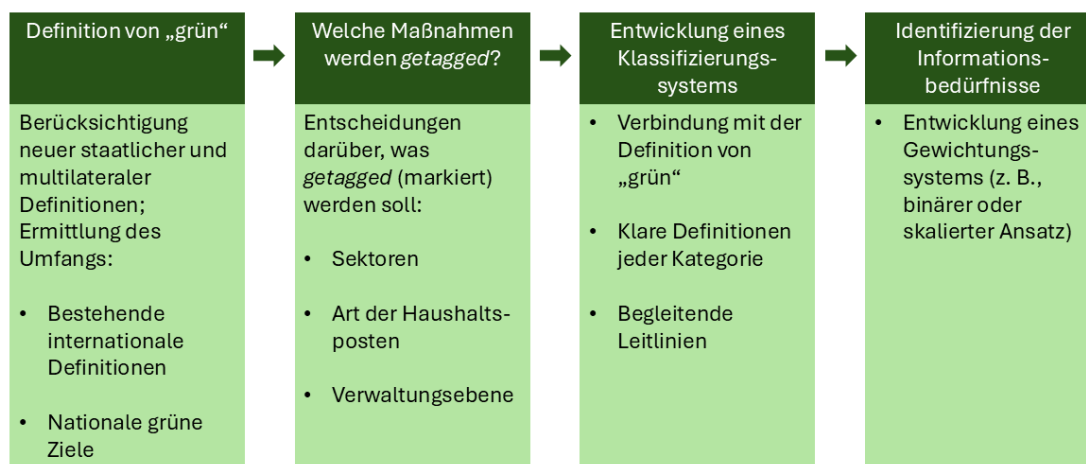 Definition von „grün“
Berücksichtigung
neuer staatlicher und
multilateraler
Definitionen;
Ermittlung des
Umfangs:
• Bestehende
internationale
Definitionen
• Nationale grüne
Ziele
Welche Maßnahmen
werden getagged?
Entscheidungen
darüber, was
getagged (markiert)
werden soll:
• Sektoren
• Art der Haushalts-
posten
• Verwaltungsebene
Entwicklung eines
Klassifizierungs-
systems
• Verbindung mit der
Definition von
„grün“
• Klare Definitionen
jeder Kategorie
• Begleitende
Leitlinien
Identifizierung der
Informations-
bedürfnisse
• Entwicklung eines
Gewichtungs-
systems (z. B.,
binärer oder
skalierter Ansatz)